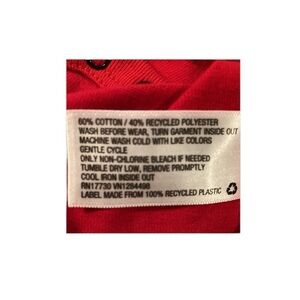 60% COTTON / 40% RECYCLED POLYESTER
WASH BEFORE WEAR, TURN GARMENT INSIDE OUT
MACHINE WASH COLD WITH LIKE COLORS
GENTLE CYCLE
ONLY NON-CHLORINE BLEACH IF NEEDED
TUMBLE DRY LOW, REMOVE PROMPTLY
COOL IRON INSIDE OUT
RN17730 VN1284498
LABEL MADE FROM 100% RECYCLED PLASTIC